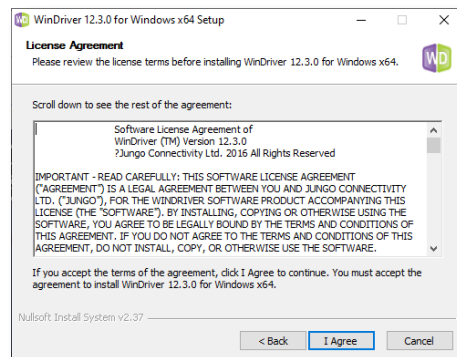 WinDriver 12.3.0 for Windows x64 Setup
License Agreement
Please review the license terms before installing WinDriver 12.3.0 for Windows x64.
WD
Scroll down to see the rest of the agreement:
Software License Agreement of
WinDriver (TM) Version 12.3.0
?Jungo Connectivity Ltd. 2016 All Rights Reserved
IMPORTANT - READ CAREFULLY: THIS SOFTWARE LICENSE AGREEMENT
("AGREEMENT") IS A LEGAL AGREEMENT BETWEEN YOU AND JUNGO CONNECTIVITY
LTD. ("JUNGO"), FOR THE WINDRIVER SOFTWARE PRODUCT ACCOMPANYING THIS
LICENSE (THE "SOFTWARE"). BY INSTALLING, COPYING OR OTHERWISE USING THE
SOFTWARE, YOU AGREE TO BE LEGALLY BOUND BY THE TERMS AND CONDITIONS OF
THIS AGREEMENT. IF YOU DO NOT AGREE TO THE TERMS AND CONDITIONS OF THIS
AGREEMENT, DO NOT INSTALL, COPY, OR OTHERWISE USE THE SOFTWARE.
If you accept the terms of the agreement, click I Agree to continue. You must accept the
agreement to install WinDriver 12.3.0 for Windows x64.
Nullsoft Install System v2.37
< Back
I Agree
Cancel